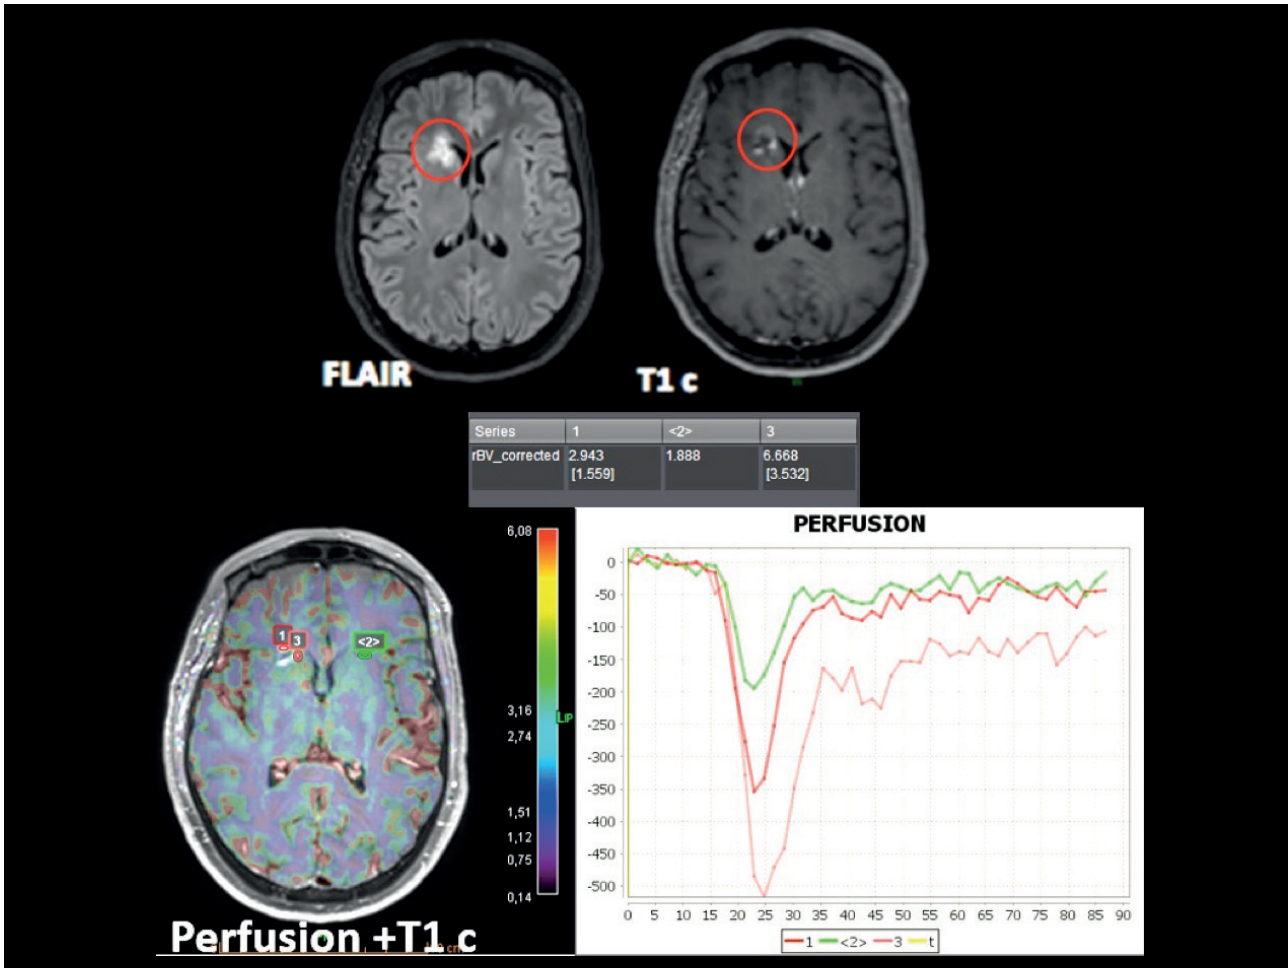 FLAIR
T1 c
Series 1 <2> 3
rBV_corrected 2.943 1.888 6.668
[1.559] [3.532]
PERFUSION
6,08
3,16
2,74
1,51
1,12
0,75
0,14
1
3
<2>
0
-50
-100
-150
-200
-250
-300
-350
-400
-450
-500
0 5 10 15 20 25 30 35 40 45 50 55 60 65 70 75 80 85 90
1 <2> 3 t
Perfusion +T1 c